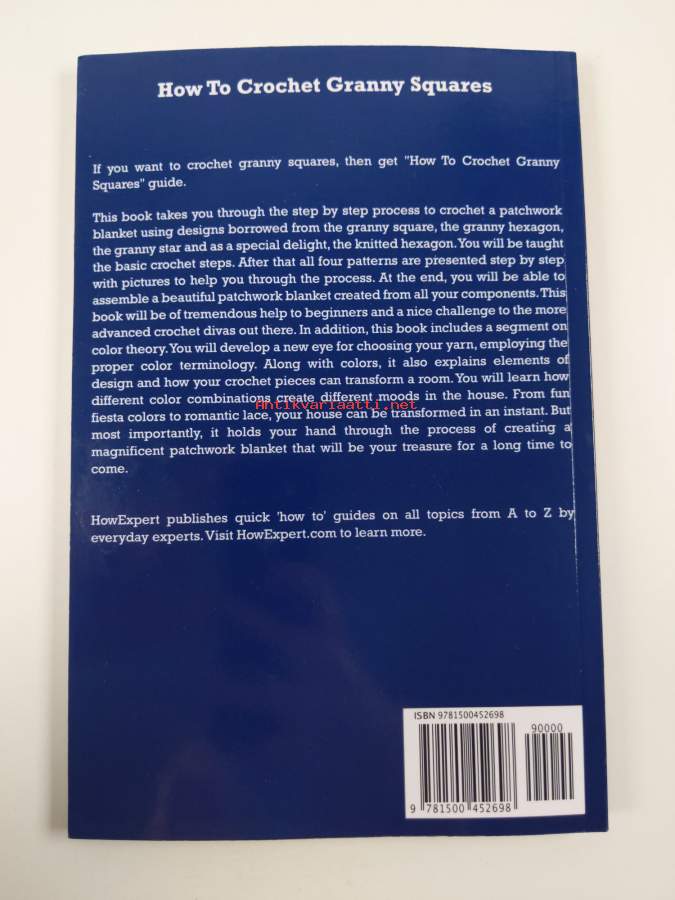 How To Crochet Granny Squares
If you want to crochet granny squares, then get "How To Crochet Granny
Squares" guide.
This book takes you through the step by step process to crochet a patchwork
blanket using designs borrowed from the granny square, the granny hexagon,
the granny star and as a special delight, the knitted hexagon. You will be taught
the basic crochet steps. After that all four patterns are presented step by step
with pictures to help you through the process. At the end, you will be able to
assemble a beautiful patchwork blanket created from all your components. This
book will be of tremendous help to beginners and a nice challenge to the more
advanced crochet divas out there. In addition, this book includes a segment on
color theory. You will develop a new eye for choosing your yarn, employing the
proper color terminology. Along with colors, it also explains elements of
design and how your crochet pieces can transform a room. You will learn how
different color combinations create different moods in the house. From fun
Antikvariaatti.net
fiesta colors to romantic lace, your house can be transformed in an instant. But
most importantly, it holds your hand through the process of creating a
magnificent patchwork blanket that will be your treasure for a long time to
come.
HowExpert publishes quick 'how to' guides on all topics from A to Z by
everyday experts. Visit HowExpert.com to learn more.
ISBN 9781500452698
90000
9 781500 452698